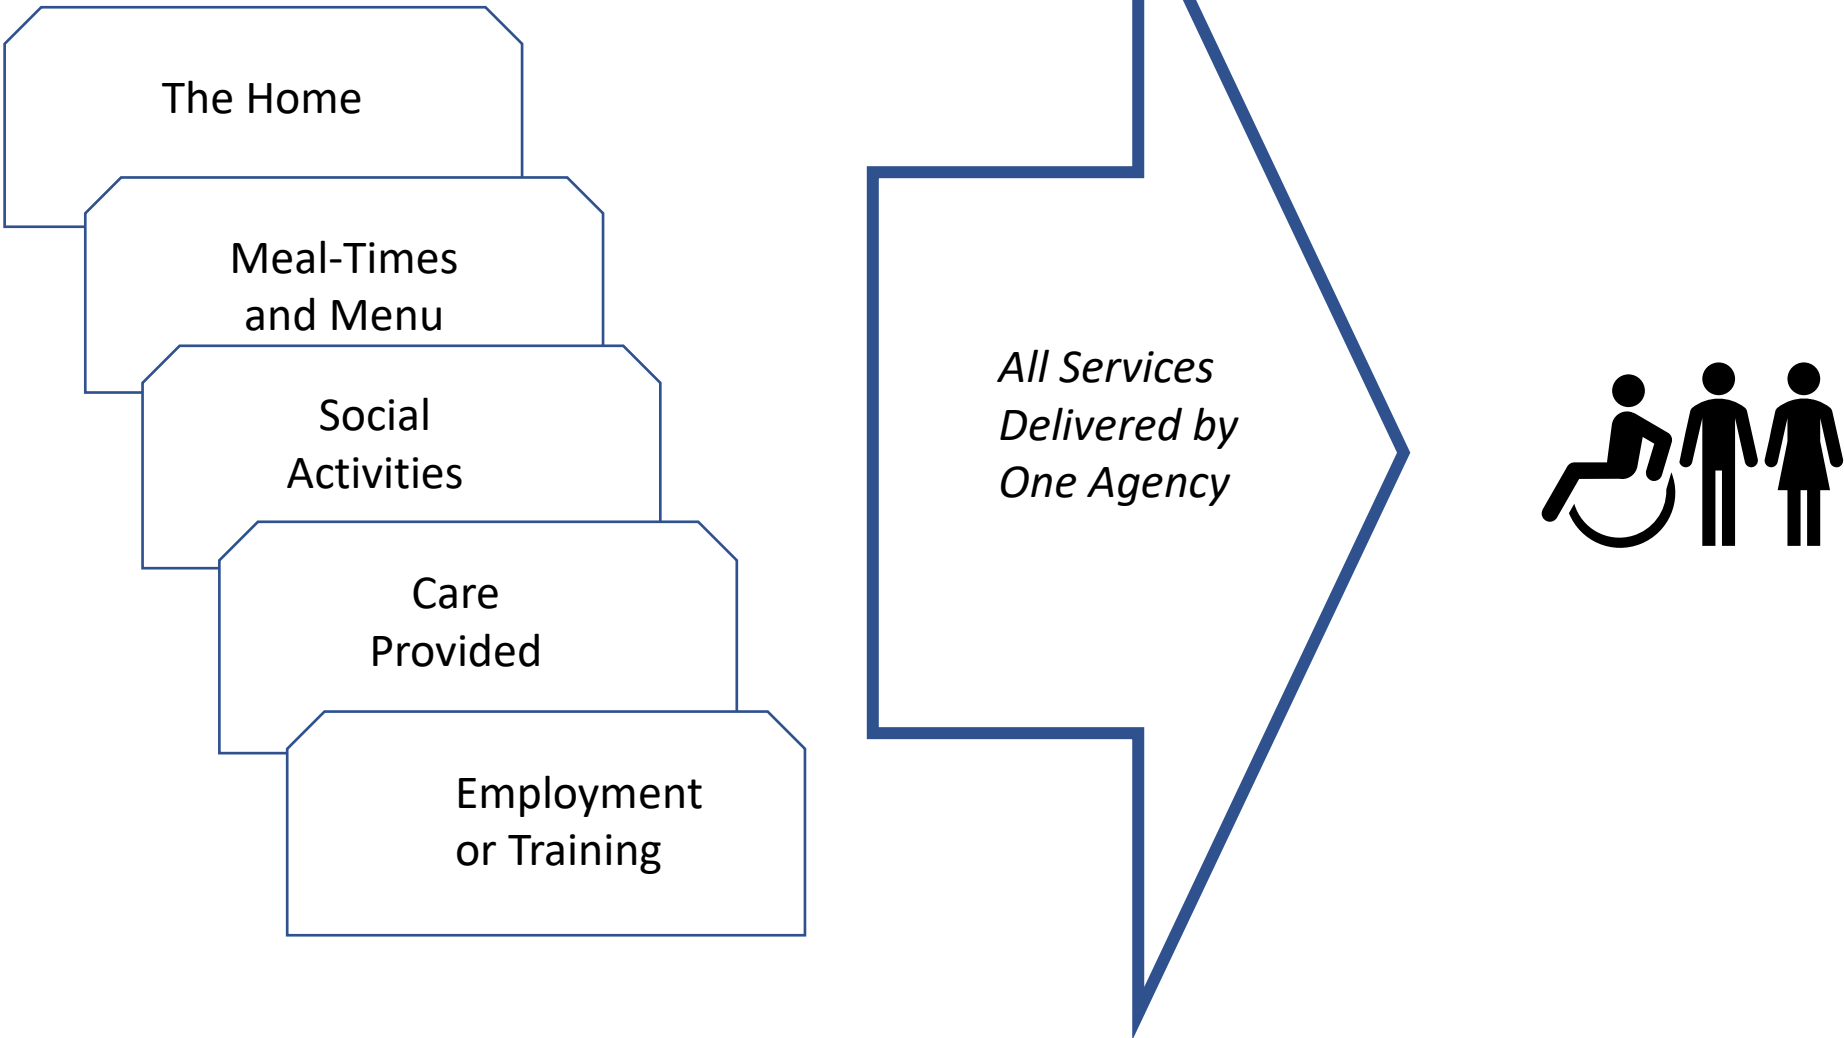 The Home
Meal-Times
and Menu
Social
Activities
Care
Provided
Employment
or Training
All Services
Delivered by
One Agency